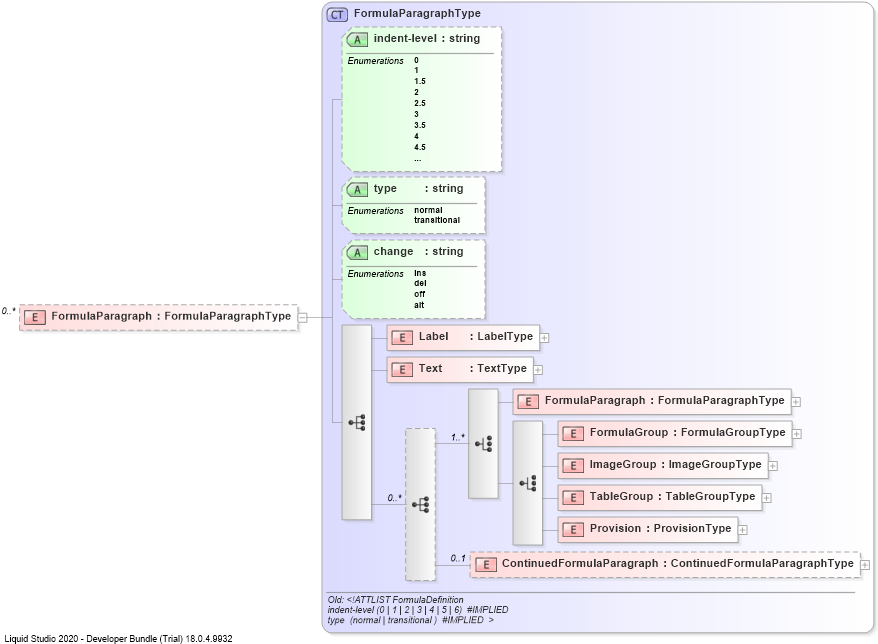 CT FormulaParagraphType
A indent-level : string
Enumerations 0
1
1.5
2
2.5
3
3.5
4
4.5
...
A type : string
Enumerations normal
transitional
A change : string
Enumerations ins
del
off
alt
0..* E FormulaParagraph : FormulaParagraphType
E Label : LabelType
E Text : TextType
E FormulaParagraph : FormulaParagraphType
1..*
E FormulaGroup : FormulaGroupType
E ImageGroup : ImageGroupType
0..*
E TableGroup : TableGroupType
E Provision : ProvisionType
0..1 E ContinuedFormulaParagraph : ContinuedFormulaParagraphType
Old: <!ATTLIST FormulaDefinition
indent-level (0 | 1 | 2 | 3 | 4 | 5 | 6) #IMPLIED
type (normal | transitional ) #IMPLIED >
Liquid Studio 2020 - Developer Bundle (Trial) 18.0.4.9932